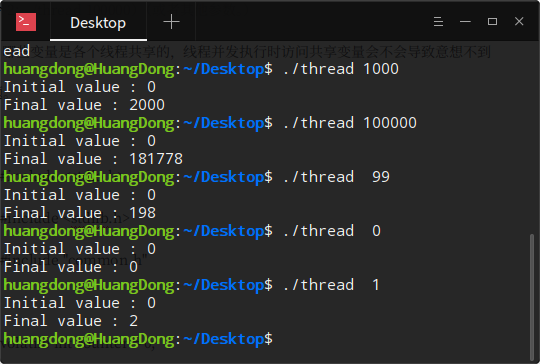 Desktop
ead
变量是各个线程共享的，线程并发执行时访问共享变量会不会导致意想不到
huangdong@HuangDong:~/Desktop$ ./thread 1000
Initial value : 0
Final value : 2000
huangdong@HuangDong:~/Desktop$ ./thread 100000
Initial value : 0
Final value : 181778
huangdong@HuangDong:~/Desktop$ ./thread  99
Initial value : 0
Final value : 198
huangdong@HuangDong:~/Desktop$ ./thread  0
Initial value : 0
Final value : 0
huangdong@HuangDong:~/Desktop$ ./thread  1
Initial value : 0
Final value : 2
huangdong@HuangDong:~/Desktop$